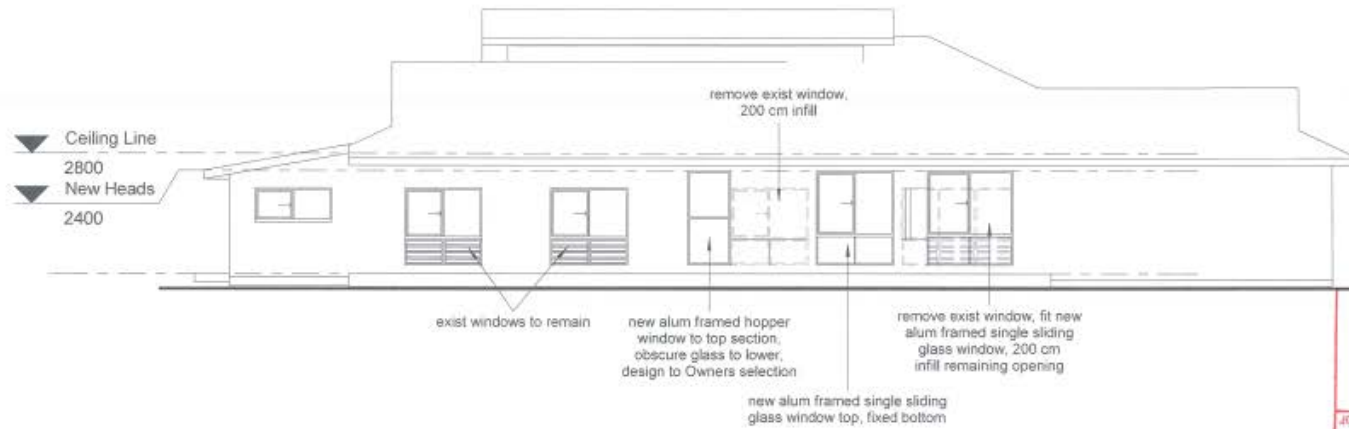 remove exist window,
200 cm infill
Ceiling Line
2800
New Heads
2400
exist windows to remain
new alum framed hopper
window to top section,
obscure glass to lower,
design to Owners selection
new alum framed single sliding
glass window top, fixed bottom
remove exist window, fit new
alum framed single sliding
glass window, 200 cm
infill remaining opening